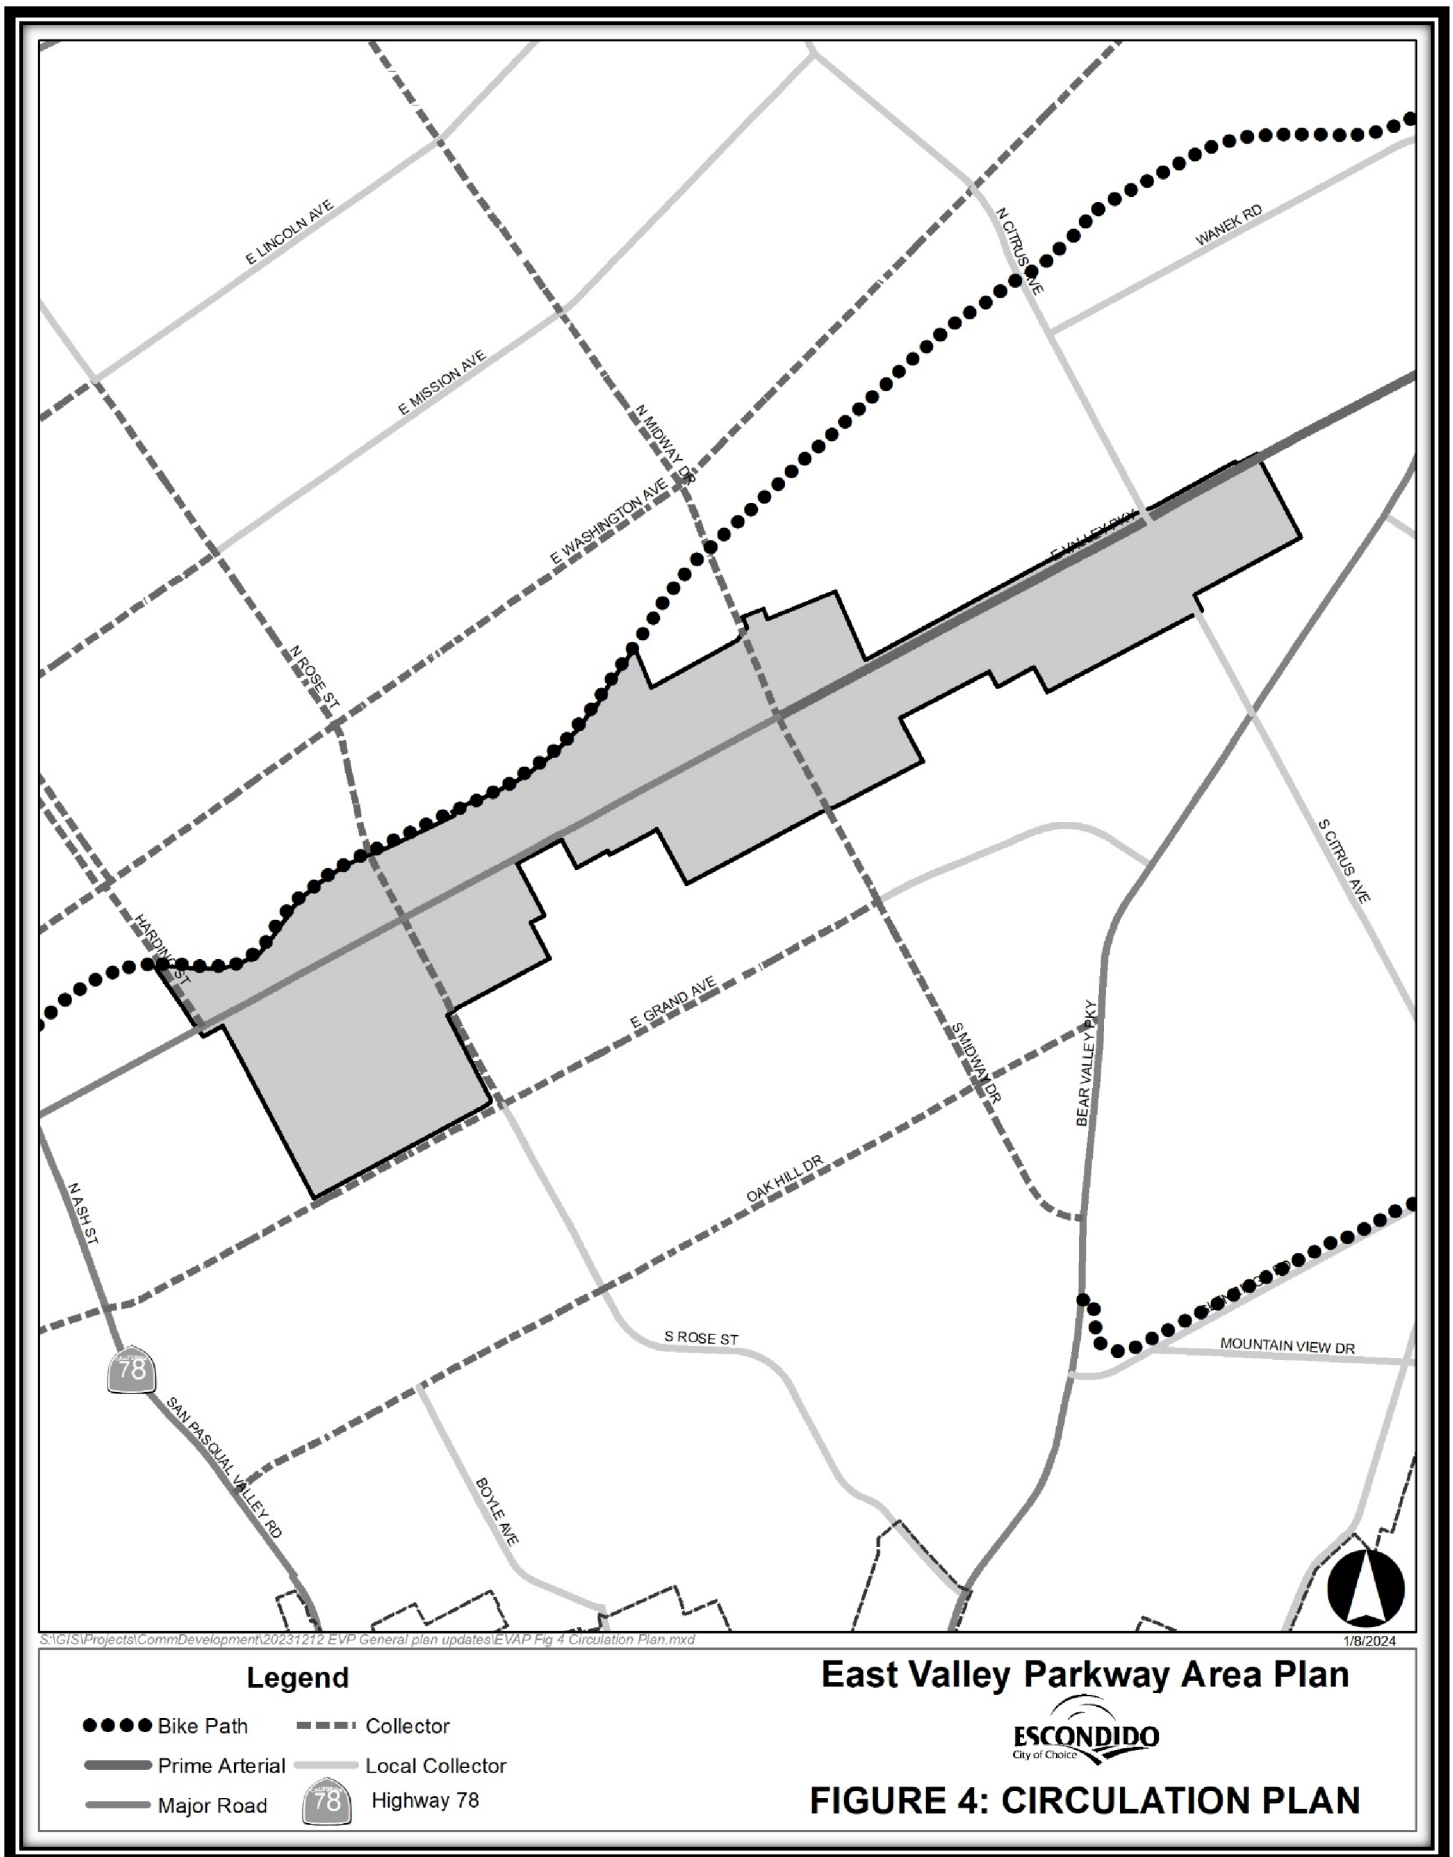 E LINCOLN AVE
N CITRUS AVE
WANEK RD
E MISSION AVE
N MIDWAY DR
E WASHINGTON AVE
E VALLEY PKY
N ROSE ST
S CITRUS AVE
HARDING ST
E GRAND AVE
S MIDWAY DR
BEAR VALLEY PKY
OAK HILL DR
N ASH ST
S ROSE ST
MOUNTAIN VIEW DR
CALIFORNIA
78
SAN PASQUAL VALLEY RD
BOYLE AVE
S:\GIS\Projects\CommDevelopment\20231212 EVP General plan updates\EVAP Fig 4 Circulation Plan.mxd
1/8/2024
Legend
Bike Path
Collector
Prime Arterial
Local Collector
Major Road
CALIFORNIA
78
Highway 78
East Valley Parkway Area Plan
ESCONDIDO
City of Choice
FIGURE 4: CIRCULATION PLAN